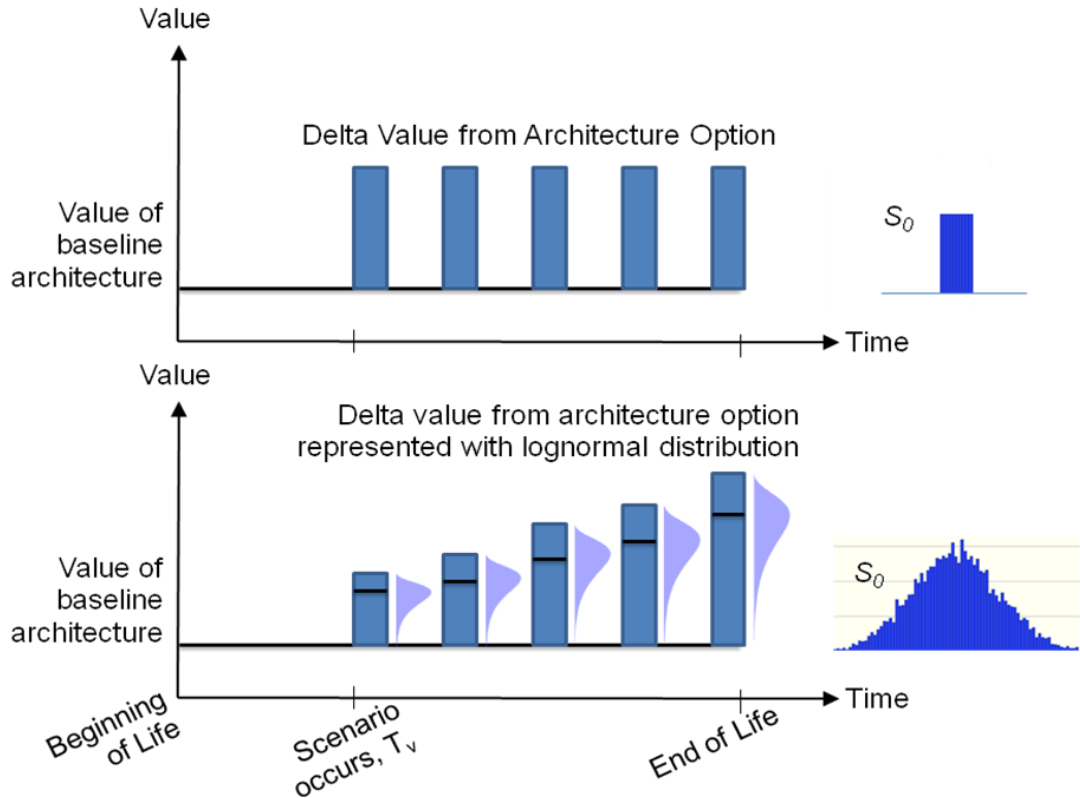 Value
Delta Value from Architecture Option
Value of
baseline
architecture
S0
Time
Value
Delta value from architecture option
represented with lognormal distribution
Value of
baseline
architecture
S0
Time
Beginning
of Life
Scenario
occurs, Tv
End of Life